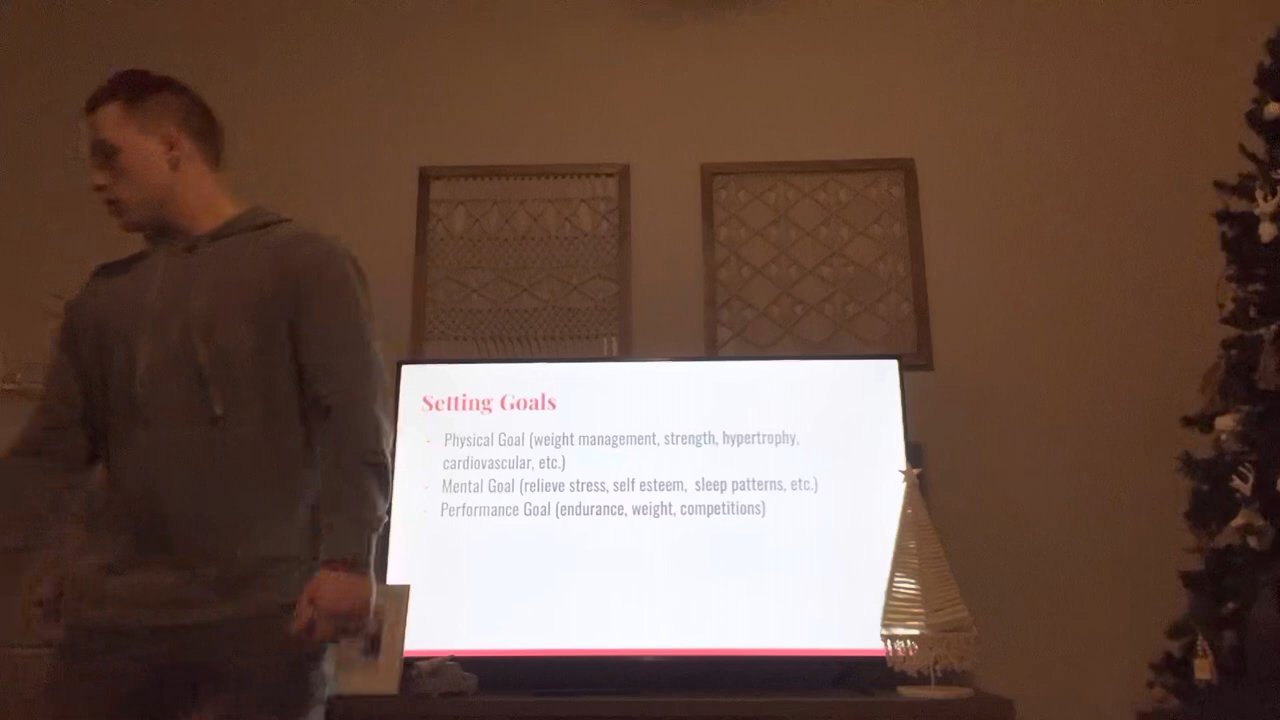 Setting Goals
- Physical Goal (weight management, strength, hypertrophy,
cardiovascular, etc.)
- Mental Goal (relieve stress, self esteem, sleep patterns, etc.)
- Performance Goal (endurance, weight, competitions)